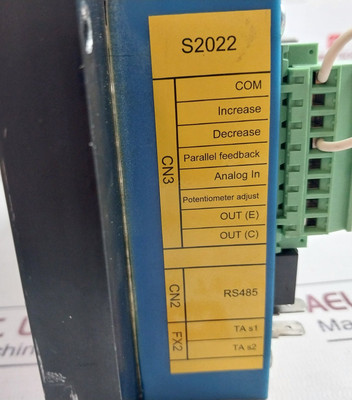 S2022
CN3
COM
Increase
Decrease
Parallel feedback
Analog In
Potentiometer adjust
OUT (E)
OUT (C)
CN2
RS485
FX2
TA s1
TA s2